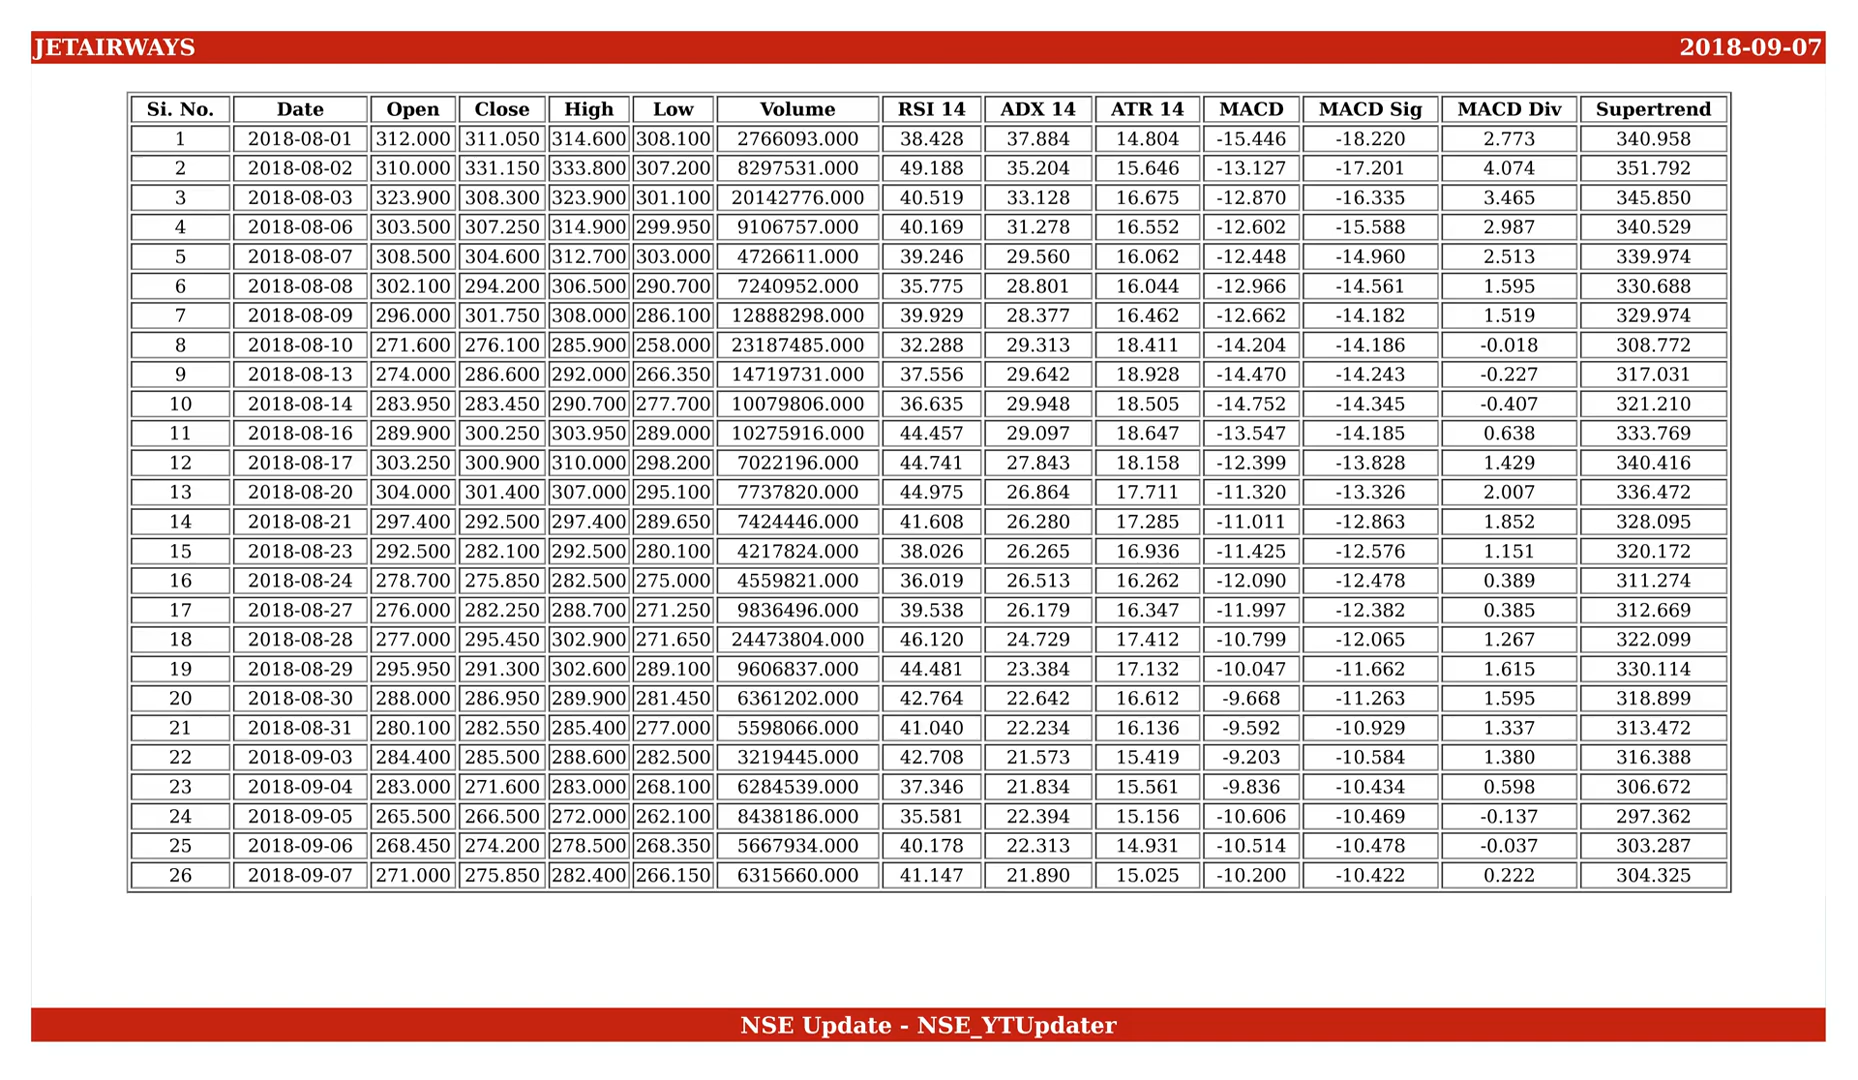 JETAIRWAYS 2018-09-07
Si. No. Date Open Close High Low Volume RSI 14 ADX 14 ATR 14 MACD MACD Sig MACD Div Supertrend
1 2018-08-01 312.000 311.050 314.600 308.100 2766093.000 38.428 37.884 14.804 -15.446 -18.220 2.773 340.958
2 2018-08-02 310.000 331.150 333.800 307.200 8297531.000 49.188 35.204 15.646 -13.127 -17.201 4.074 351.792
3 2018-08-03 323.900 308.300 323.900 301.100 20142776.000 40.519 33.128 16.675 -12.870 -16.335 3.465 345.850
4 2018-08-06 303.500 307.250 314.900 299.950 9106757.000 40.169 31.278 16.552 -12.602 -15.588 2.987 340.529
5 2018-08-07 308.500 304.600 312.700 303.000 4726611.000 39.246 29.560 16.062 -12.448 -14.960 2.513 339.974
6 2018-08-08 302.100 294.200 306.500 290.700 7240952.000 35.775 28.801 16.044 -12.966 -14.561 1.595 330.688
7 2018-08-09 296.000 301.750 308.000 286.100 12888298.000 39.929 28.377 16.462 -12.662 -14.182 1.519 329.974
8 2018-08-10 271.600 276.100 285.900 258.000 23187485.000 32.288 29.313 18.411 -14.204 -14.186 -0.018 308.772
9 2018-08-13 274.000 286.600 292.000 266.350 14719731.000 37.556 29.642 18.928 -14.470 -14.243 -0.227 317.031
10 2018-08-14 283.950 283.450 290.700 277.700 10079806.000 36.635 29.948 18.505 -14.752 -14.345 -0.407 321.210
11 2018-08-16 289.900 300.250 303.950 289.000 10275916.000 44.457 29.097 18.647 -13.547 -14.185 0.638 333.769
12 2018-08-17 303.250 300.900 310.000 298.200 7022196.000 44.741 27.843 18.158 -12.399 -13.828 1.429 340.416
13 2018-08-20 304.000 301.400 307.000 295.100 7737820.000 44.975 26.864 17.711 -11.320 -13.326 2.007 336.472
14 2018-08-21 297.400 292.500 297.400 289.650 7424446.000 41.608 26.280 17.285 -11.011 -12.863 1.852 328.095
15 2018-08-23 292.500 282.100 292.500 280.100 4217824.000 38.026 26.265 16.936 -11.425 -12.576 1.151 320.172
16 2018-08-24 278.700 275.850 282.500 275.000 4559821.000 36.019 26.513 16.262 -12.090 -12.478 0.389 311.274
17 2018-08-27 276.000 282.250 288.700 271.250 9836496.000 39.538 26.179 16.347 -11.997 -12.382 0.385 312.669
18 2018-08-28 277.000 295.450 302.900 271.650 24473804.000 46.120 24.729 17.412 -10.799 -12.065 1.267 322.099
19 2018-08-29 295.950 291.300 302.600 289.100 9606837.000 44.481 23.384 17.132 -10.047 -11.662 1.615 330.114
20 2018-08-30 288.000 286.950 289.900 281.450 6361202.000 42.764 22.642 16.612 -9.668 -11.263 1.595 318.899
21 2018-08-31 280.100 282.550 285.400 277.000 5598066.000 41.040 22.234 16.136 -9.592 -10.929 1.337 313.472
22 2018-09-03 284.400 285.500 288.600 282.500 3219445.000 42.708 21.573 15.419 -9.203 -10.584 1.380 316.388
23 2018-09-04 283.000 271.600 283.000 268.100 6284539.000 37.346 21.834 15.561 -9.836 -10.434 0.598 306.672
24 2018-09-05 265.500 266.500 272.000 262.100 8438186.000 35.581 22.394 15.156 -10.606 -10.469 -0.137 297.362
25 2018-09-06 268.450 274.200 278.500 268.350 5667934.000 40.178 22.313 14.931 -10.514 -10.478 -0.037 303.287
26 2018-09-07 271.000 275.850 282.400 266.150 6315660.000 41.147 21.890 15.025 -10.200 -10.422 0.222 304.325
NSE Update - NSE_YTUpdater